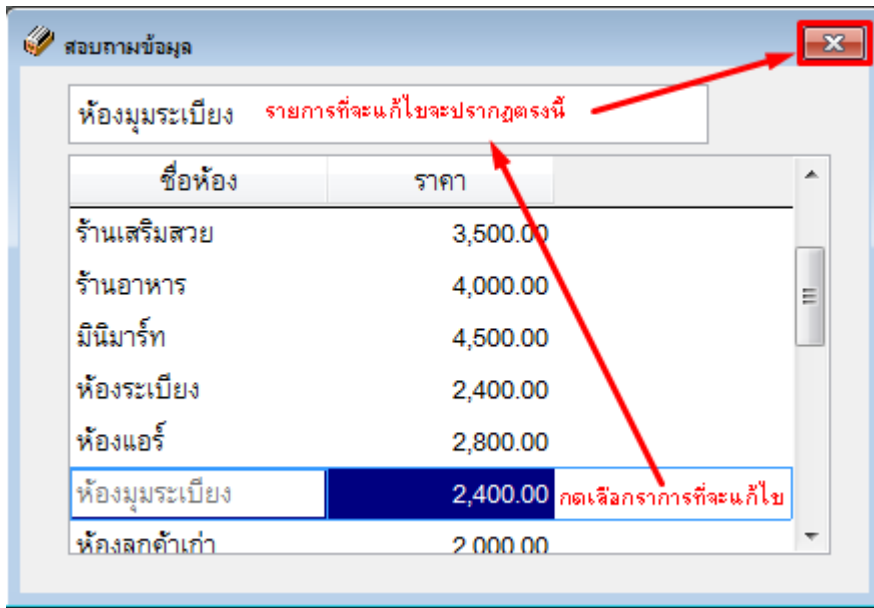 สอบถามข้อมูล
ห้องมุมระเบียง รายการที่จะแก้ไขจะปรากฎตรงนี้
ชื่อห้อง ราคา
ร้านเสริมสวย 3,500.00
ร้านอาหาร 4,000.00
มินิมาร์ท 4,500.00
ห้องระเบียง 2,400.00
ห้องแอร์ 2,800.00
ห้องมุมระเบียง 2,400.00 กดเลือกราการที่จะแก้ไข
ห้องลูกค้าเก่า 2,000.00